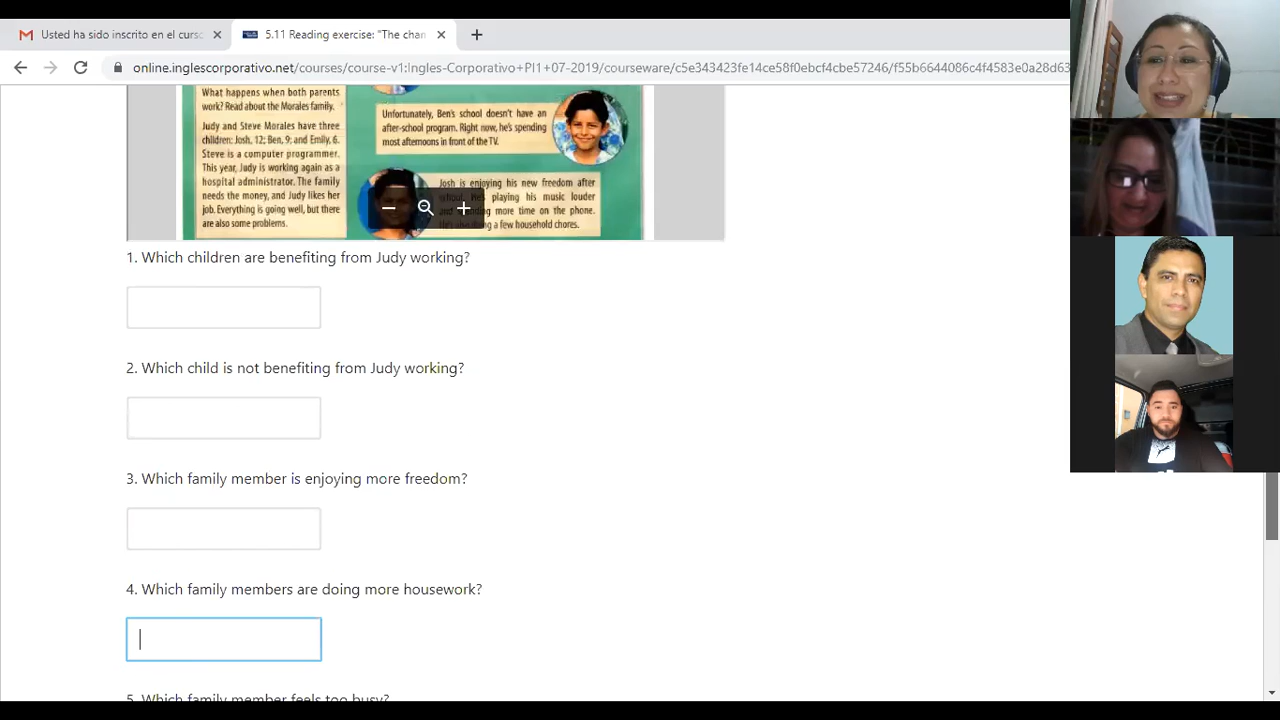 Usted ha sido inscrito en el curso
5.11 Reading exercise: "The chan
online.inglescorporativo.net/courses/course-v1:Ingles-Corporativo+PI1+07-2019/courseware/c5e343423fe14ce58f0ebcf4cbe57246/f55b6644086c4f4583e0a28d63
What happens when both parents
work? Read about the Morales family.
Judy and Steve Morales have three
children: Josh, 12; Ben, 9; and Emily, 6.
Steve is a computer programmer.
This year, Judy is working again as a
hospital administrator. The family
needs the money, and Judy likes her
job. Everything is going well, but there
are also some problems.
Unfortunately, Ben's school doesn't have an
after-school program. Right now, he's spending
most afternoons in front of the TV.
Josh is enjoying his new freedom after
playing his music louder
more time on the phone.
a few household chores.
1. Which children are benefiting from Judy working?
2. Which child is not benefiting from Judy working?
3. Which family member is enjoying more freedom?
4. Which family members are doing more housework?
5. Which family member feels too busy?